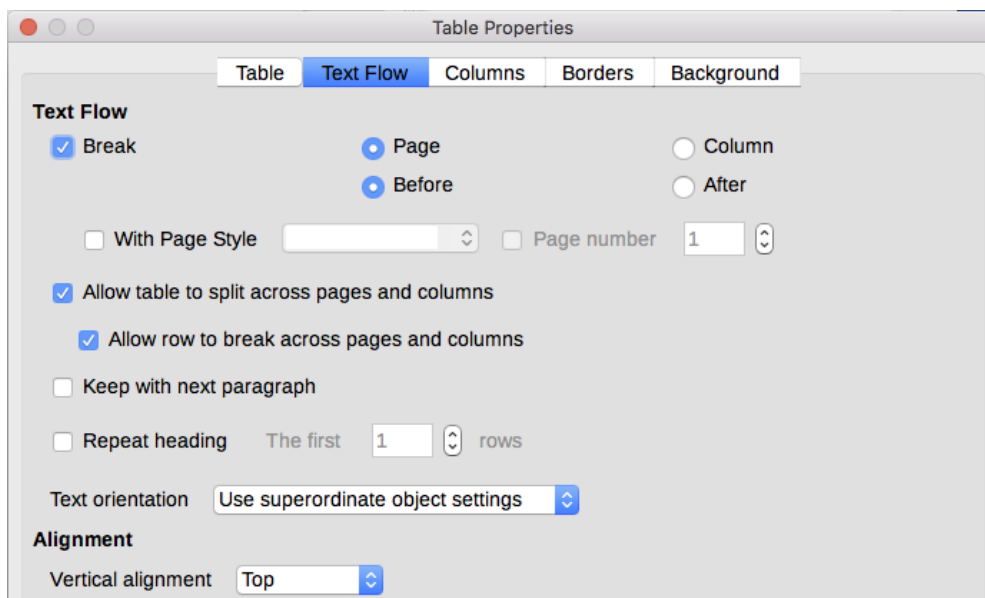 Table Properties
Table Text Flow Columns Borders Background
Text Flow
Break Page Column
Before After
With Page Style Page number 1
Allow table to split across pages and columns
Allow row to break across pages and columns
Keep with next paragraph
Repeat heading The first 1 rows
Text orientation Use superordinate object settings
Alignment
Vertical alignment Top